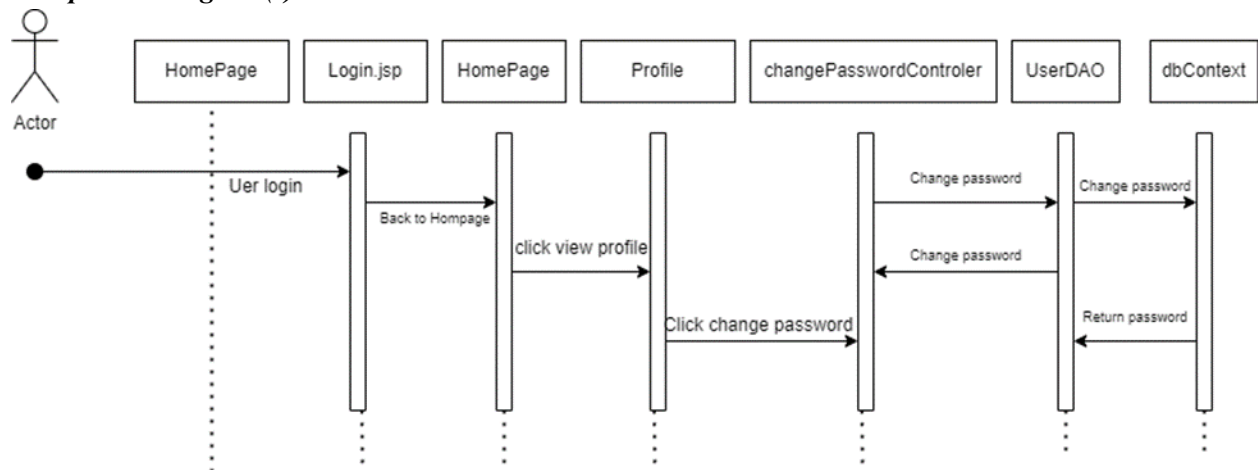 HomePage
Login.jsp
HomePage
Profile
changePasswordControler
UserDAO
dbContext
Actor
Uer login
Change password
Change password
Back to Hompage
click view profile
Change password
Click change password
Return password